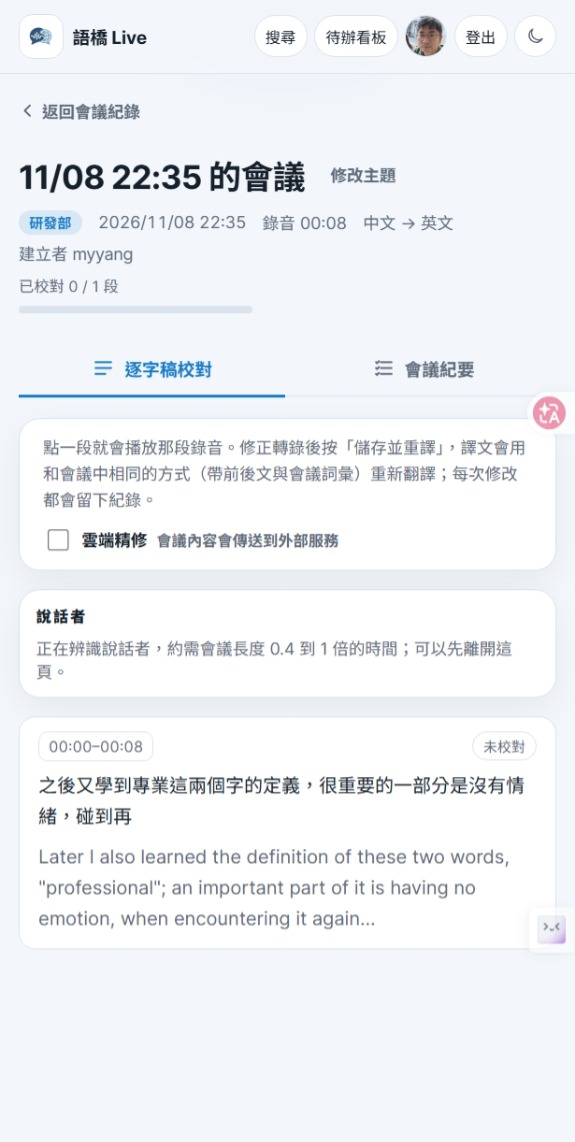 語橋 Live
搜尋
待辦看板
登出
返回會議紀錄
11/08 22:35 的會議
修改主題
研發部 2026/11/08 22:35 錄音 00:08 中文 → 英文
建立者 myyang
已校對 0 / 1 段
逐字稿校對
會議紀要
點一段就會播放那段錄音。修正轉錄後按「儲存並重譯」，譯文會用
和會議中相同的方式（帶前後文與會議詞彙）重新翻譯；每次修改
都會留下紀錄。
雲端精修 會議內容會傳送到外部服務
說話者
正在辨識說話者，約需會議長度 0.4 到 1 倍的時間；可以先離開這
頁。
00:00–00:08
未校對
之後又學到專業這兩個字的定義，很重要的一部分是沒有情
緒，碰到再
Later I also learned the definition of these two words,
"professional"; an important part of it is having no
emotion, when encountering it again...